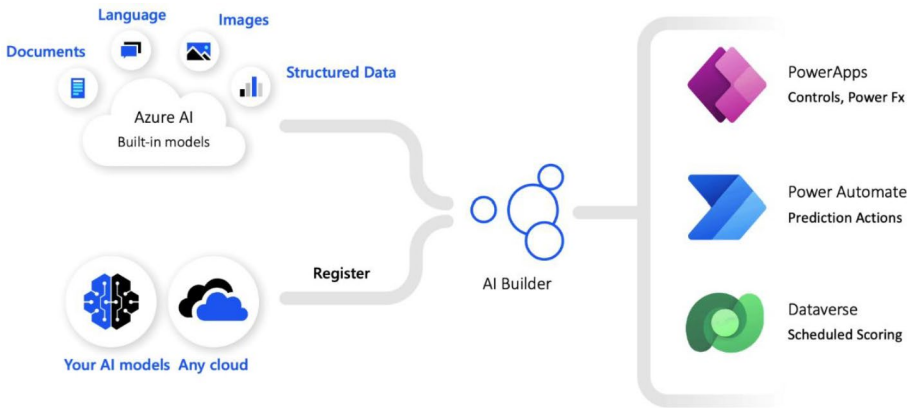 Language
Images
Documents
Structured Data
Azure AI
Built-in models
Register
Your AI models
Any cloud
AI Builder
PowerApps
Controls, Power Fx
Power Automate
Prediction Actions
Dataverse
Scheduled Scoring